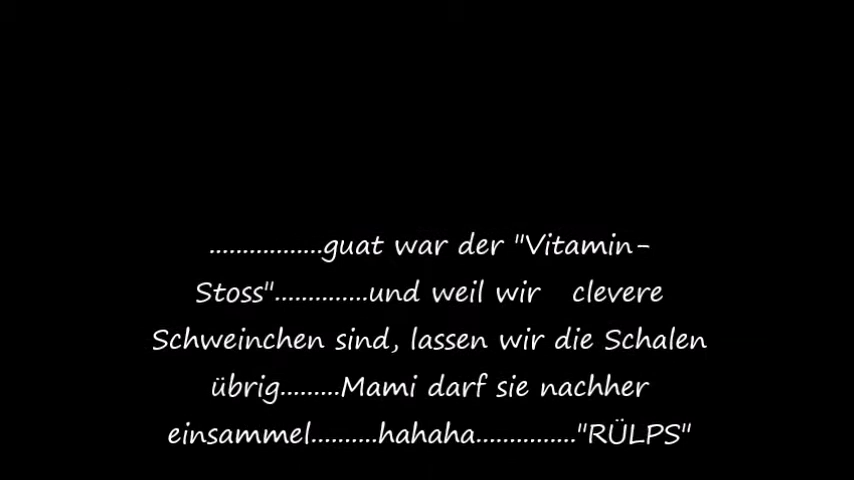 .................guat war der "Vitamin-
Stoss"..............und weil wir   clevere
Schweinchen sind, lassen wir die Schalen
übrig.........Mami darf sie nachher
einsammel..........hahaha...............“RÜLPS"